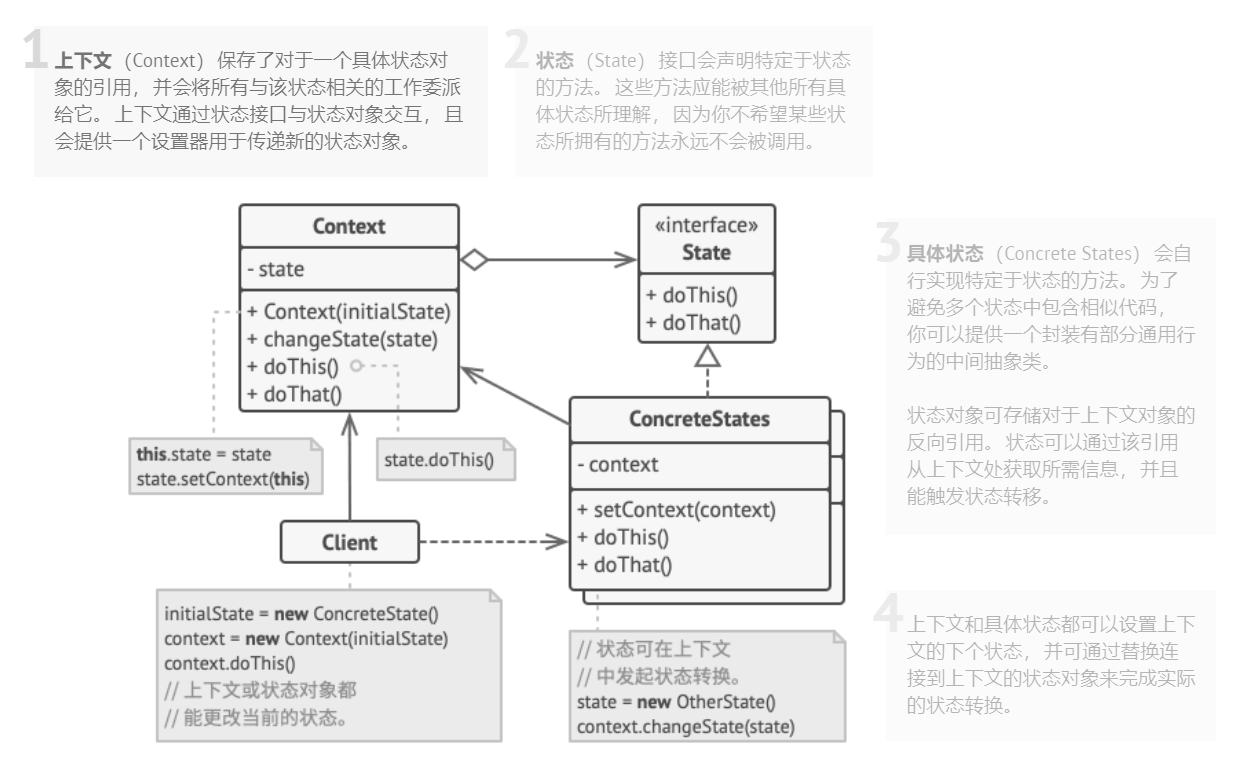 1
上下文（Context）保存了对于一个具体状态对
象的引用，并会将所有与该状态相关的工作委派
给它。上下文通过状态接口与状态对象交互，且
会提供一个设置器用于传递新的状态对象。
2
状态（State）接口会声明特定于状态
的方法。这些方法应能被其他所有具
体状态所理解，因为你不希望某些状
态所拥有的方法永远不会被调用。
Context
- state
+ Context(initialState)
+ changeState(state)
+ doThis()
+ doThat()
«interface»
State
+ doThis()
+ doThat()
3
具体状态（Concrete States）会自
行实现特定于状态的方法。为了
避免多个状态中包含相似代码，
你可以提供一个封装有部分通用行
为的中间抽象类。
状态对象可存储对于上下文对象的
反向引用。状态可以通过该引用
从上下文处获取所需信息，并且
能触发状态转移。
this.state = state
state.setContext(this)
state.doThis()
ConcreteStates
- context
+ setContext(context)
+ doThis()
+ doThat()
Client
initialState = new ConcreteState()
context = new Context(initialState)
context.doThis()
// 上下文或状态对象都
// 能更改当前的状态。
// 状态可在上下文
// 中发起状态转换。
state = new OtherState()
context.changeState(state)
4
上下文和具体状态都可以设置上下
文的下个状态，并可通过替换连
接到上下文的状态对象来完成实际
的状态转换。